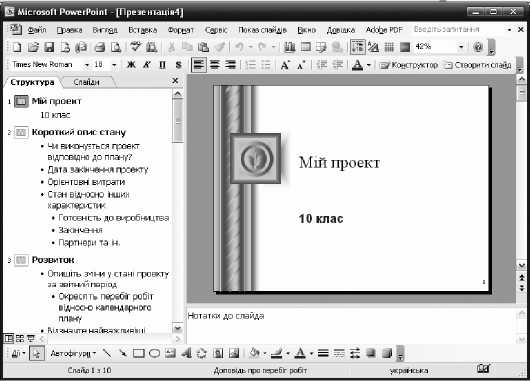 Microsoft PowerPoint - [Презентація4]
Файл Правка Вигляд Вставка Формат Сервіс Показ слайдів Вікно Довідка Adobe PDF Введіть запитання
42%
Times New Roman 18 Ж К П S Конструктор Створити слайд
Структура Слайди
1 Мій проект
10 клас
2 Короткий опис стану
• Чи виконується проект
відповідно до плану?
• Дата закінчення проекту
• Орієнтовні витрати
• Стан відносно інших
характеристик
• Готовність до виробництва
• Закінчення
• Партнери та ін.
3 Розвиток
• Опишіть зміни у стані проекту
за звітний період
• Окресліть перебіг робіт
відносно календарного
плану
• Відзначте найважливіші
Мій проект
10 клас
Нотатки до слайда
Дії Автофігури
Слайд 1 з 10 Доповідь про перебіг робіт українська